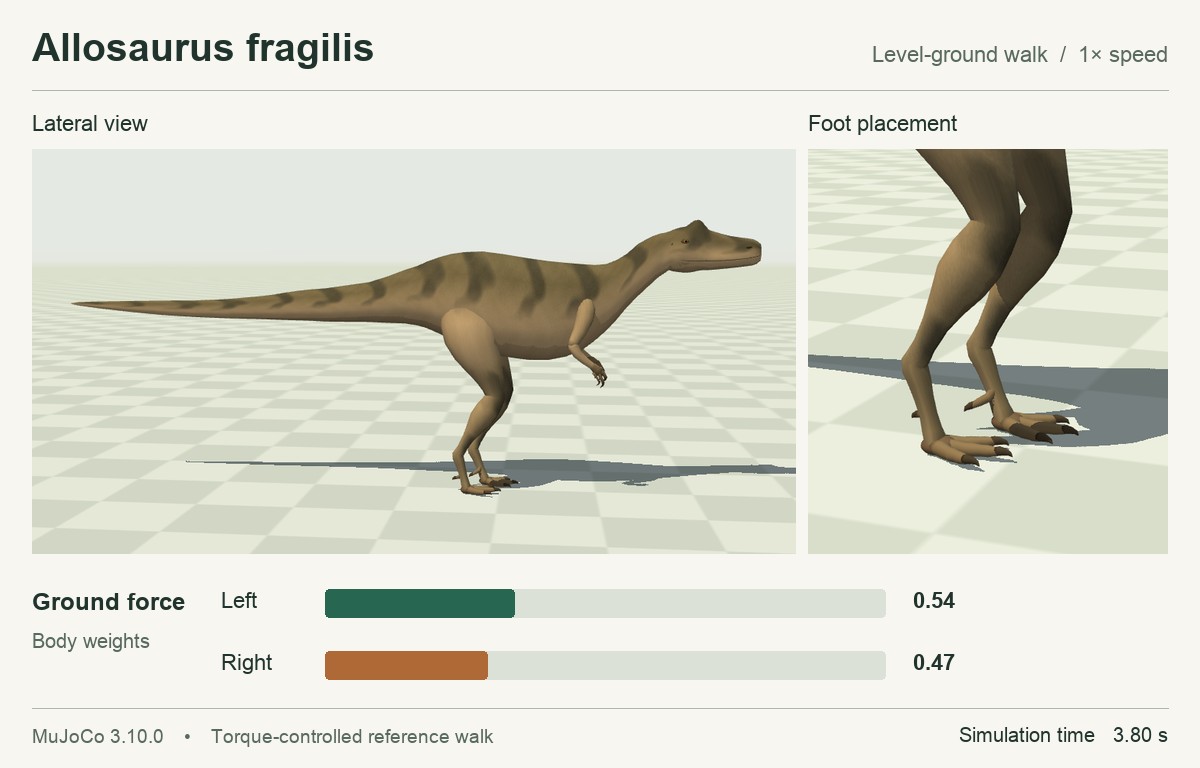 Allosaurus fragilis
Level-ground walk / 1× speed
Lateral view
Foot placement
Ground force
Body weights
Left
0.54
Right
0.47
MuJoCo 3.10.0 • Torque-controlled reference walk
Simulation time 3.80 s